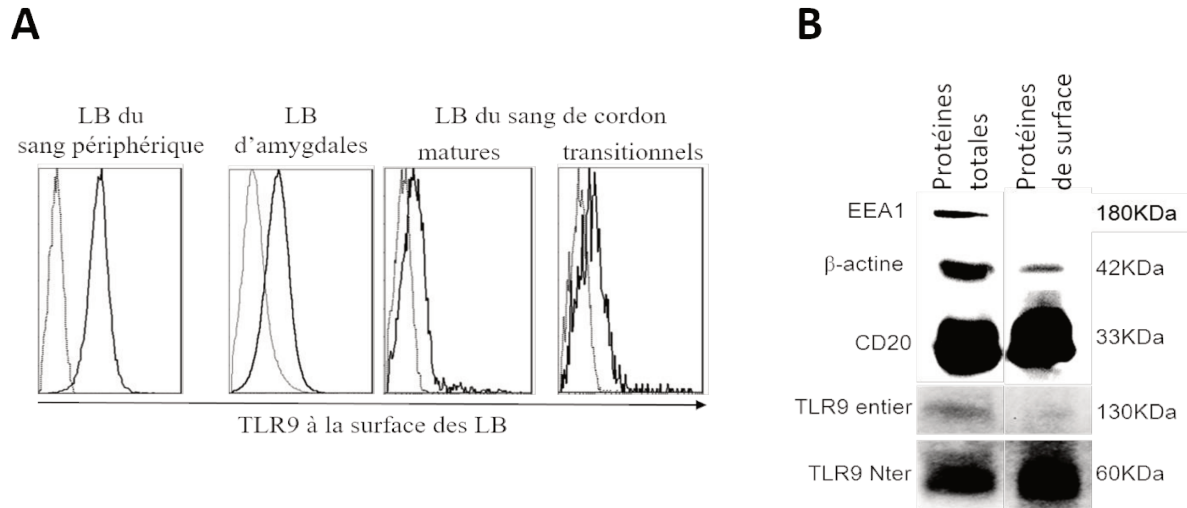 A
LB du
sang périphérique
LB
d'amygdales
LB du sang de cordon
matures
transitionnels
TLR9 à la surface des LB
B
Protéines
totales
Protéines
de surface
EEA1
180KDa
β-actine
42KDa
CD20
33KDa
TLR9 entier
130KDa
TLR9 Nter
60KDa